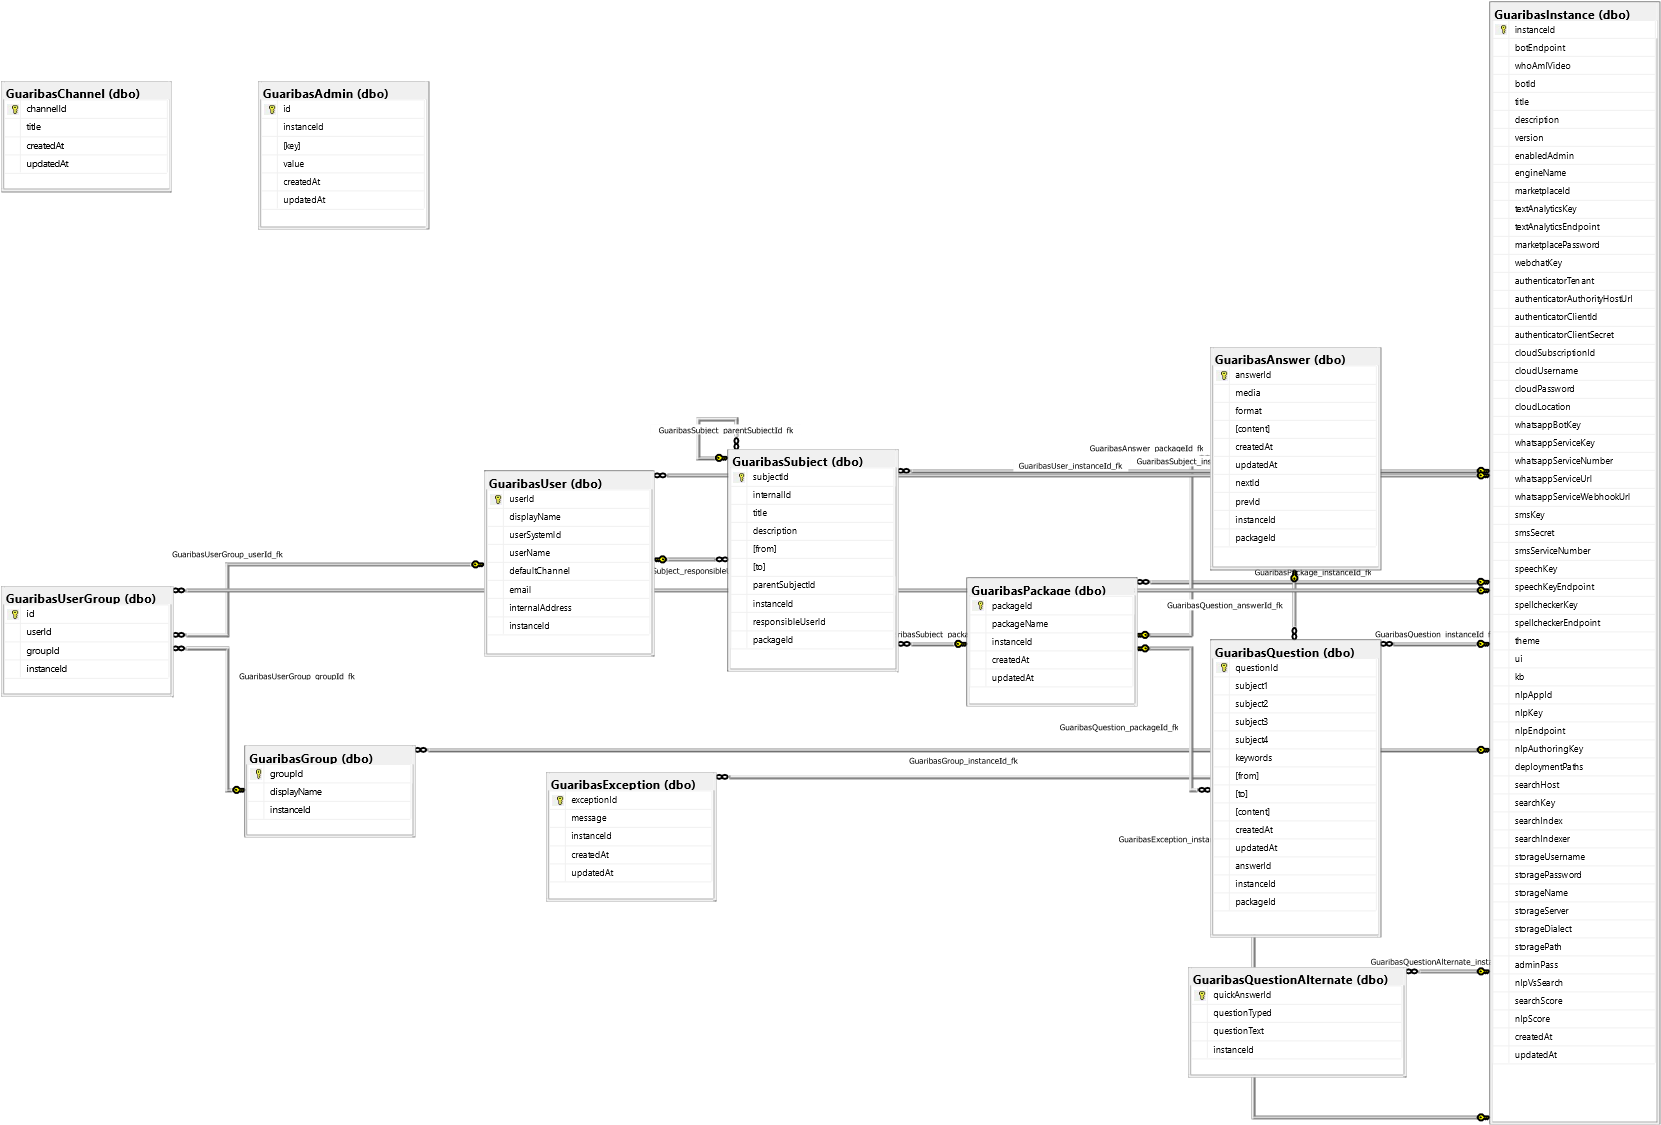 GuaribasInstance (dbo)
instanceId
botEndpoint
whoAmIVideo
botId
title
description
version
enabledAdmin
engineName
marketplaceId
textAnalyticsKey
textAnalyticsEndpoint
marketplacePassword
webchatKey
authenticatorTenant
authenticatorAuthorityHostUrl
authenticatorClientId
authenticatorClientSecret
cloudSubscriptionId
cloudUsername
cloudPassword
cloudLocation
whatsappBotKey
whatsappServiceKey
whatsappServiceNumber
whatsappServiceUrl
whatsappServiceWebhookUrl
smsKey
smsSecret
smsServiceNumber
speechKey
speechKeyEndpoint
spellcheckerKey
spellcheckerEndpoint
theme
ui
kb
nlpAppId
nlpKey
nlpEndpoint
nlpAuthoringKey
deploymentPaths
searchHost
searchKey
searchIndex
searchIndexer
storageUsername
storagePassword
storageName
storageServer
storageDialect
storagePath
adminPass
nlpVsSearch
searchScore
nlpScore
createdAt
updatedAt
GuaribasChannel (dbo)
channelId
title
createdAt
updatedAt
GuaribasAdmin (dbo)
id
instanceId
[key]
value
createdAt
updatedAt
GuaribasAnswer (dbo)
answerId
media
format
[content]
createdAt
updatedAt
nextId
prevId
instanceId
packageId
GuaribasSubject_parentSubjectId_fk
GuaribasAnswer_packageId_fk
GuaribasUser_instanceId_fk
GuaribasSubject_ins
GuaribasSubject (dbo)
subjectId
internalId
title
description
[from]
[to]
parentSubjectId
instanceId
responsibleUserId
packageId
GuaribasUser (dbo)
userId
displayName
userSystemId
userName
defaultChannel
email
internalAddress
instanceId
GuaribasUserGroup_userId_fk
Subject_responsible
GuaribasPackage_instanceId_fk
GuaribasUserGroup (dbo)
id
userId
groupId
instanceId
GuaribasPackage (dbo)
packageId
packageName
instanceId
createdAt
updatedAt
GuaribasQuestion_answerId_fk
ribasSubject_packa
GuaribasQuestion_instanceId_f
GuaribasQuestion (dbo)
questionId
subject1
subject2
subject3
subject4
keywords
[from]
[to]
[content]
createdAt
updatedAt
answerId
instanceId
packageId
GuaribasUserGroup_groupId_fk
GuaribasQuestion_packageId_fk
GuaribasGroup (dbo)
groupId
displayName
instanceId
GuaribasGroup_instanceId_fk
GuaribasException (dbo)
exceptionId
message
instanceId
createdAt
updatedAt
GuaribasException_insta
GuaribasQuestionAlternate_insta
GuaribasQuestionAlternate (dbo)
quickAnswerId
questionTyped
questionText
instanceId